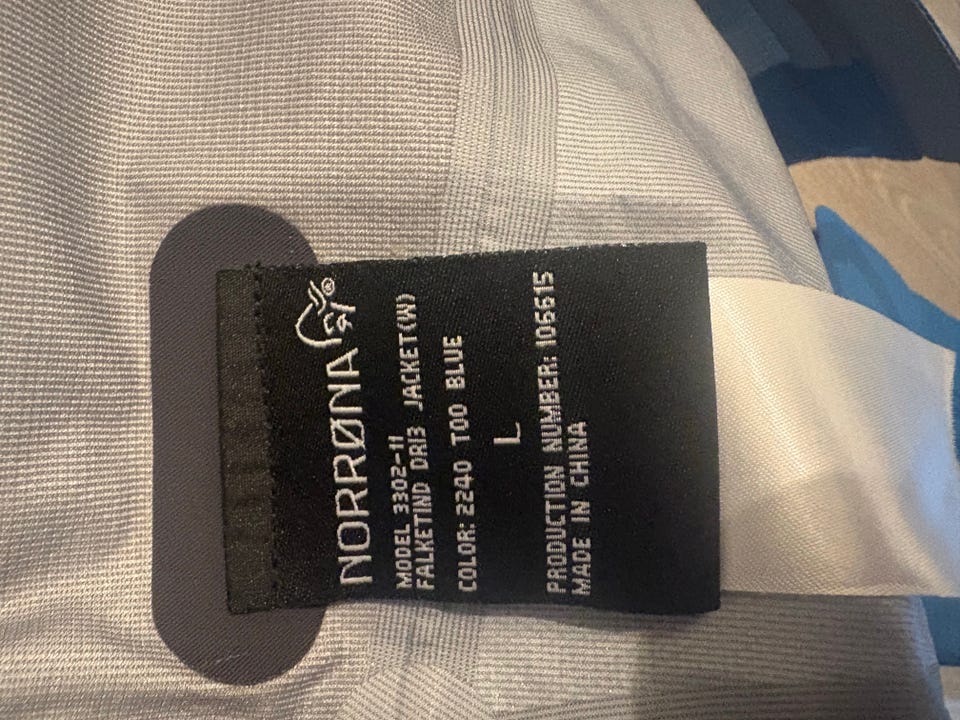 NORRØNA®
MODEL 3302-11
FALKETIND DRI3 JACKET(W)
COLOR: 2240 TOO BLUE
L
PRODUCTION NUMBER: 106615
MADE IN CHINA